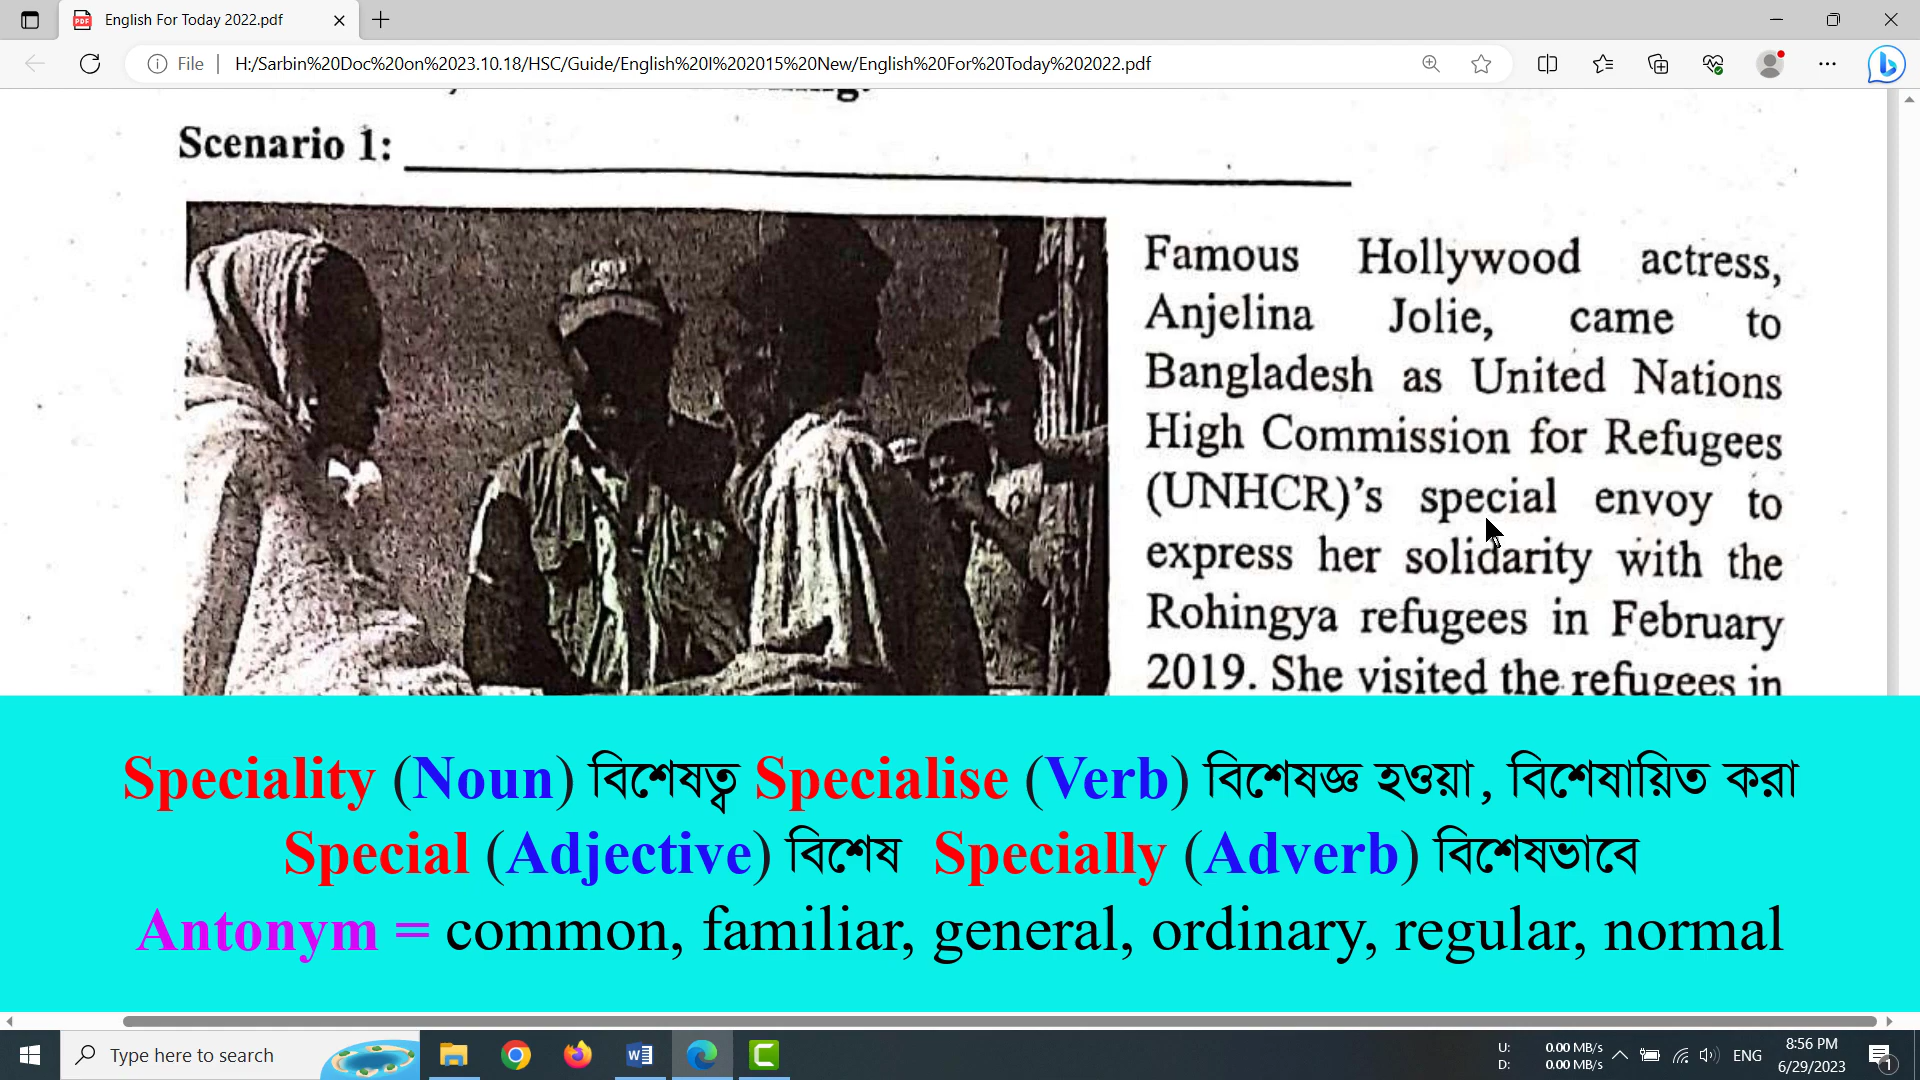 English For Today 2022.pdf
File
H:/Sarbin%20Doc%20on%2023.10.18/HSC/Guide/English%20I%202015%20New/English%20For%20Today%202022.pdf
Scenario 1:
Famous Hollywood actress,
Anjelina Jolie, came to
Bangladesh as United Nations
High Commission for Refugees
(UNHCR)'s special envoy to
express her solidarity with the
Rohingya refugees in February
2019. She visited the refugees in
Speciality (Noun) বিশেষত্ব Specialise (Verb) বিশেষজ্ঞ হওয়া, বিশেষায়িত করা
Special (Adjective) বিশেষ Specially (Adverb) বিশেষভাবে
Antonym = common, familiar, general, ordinary, regular, normal
Type here to search
U: 0.00 MB/s
D: 0.00 MB/s
ENG
8:56 PM
6/29/2023
1